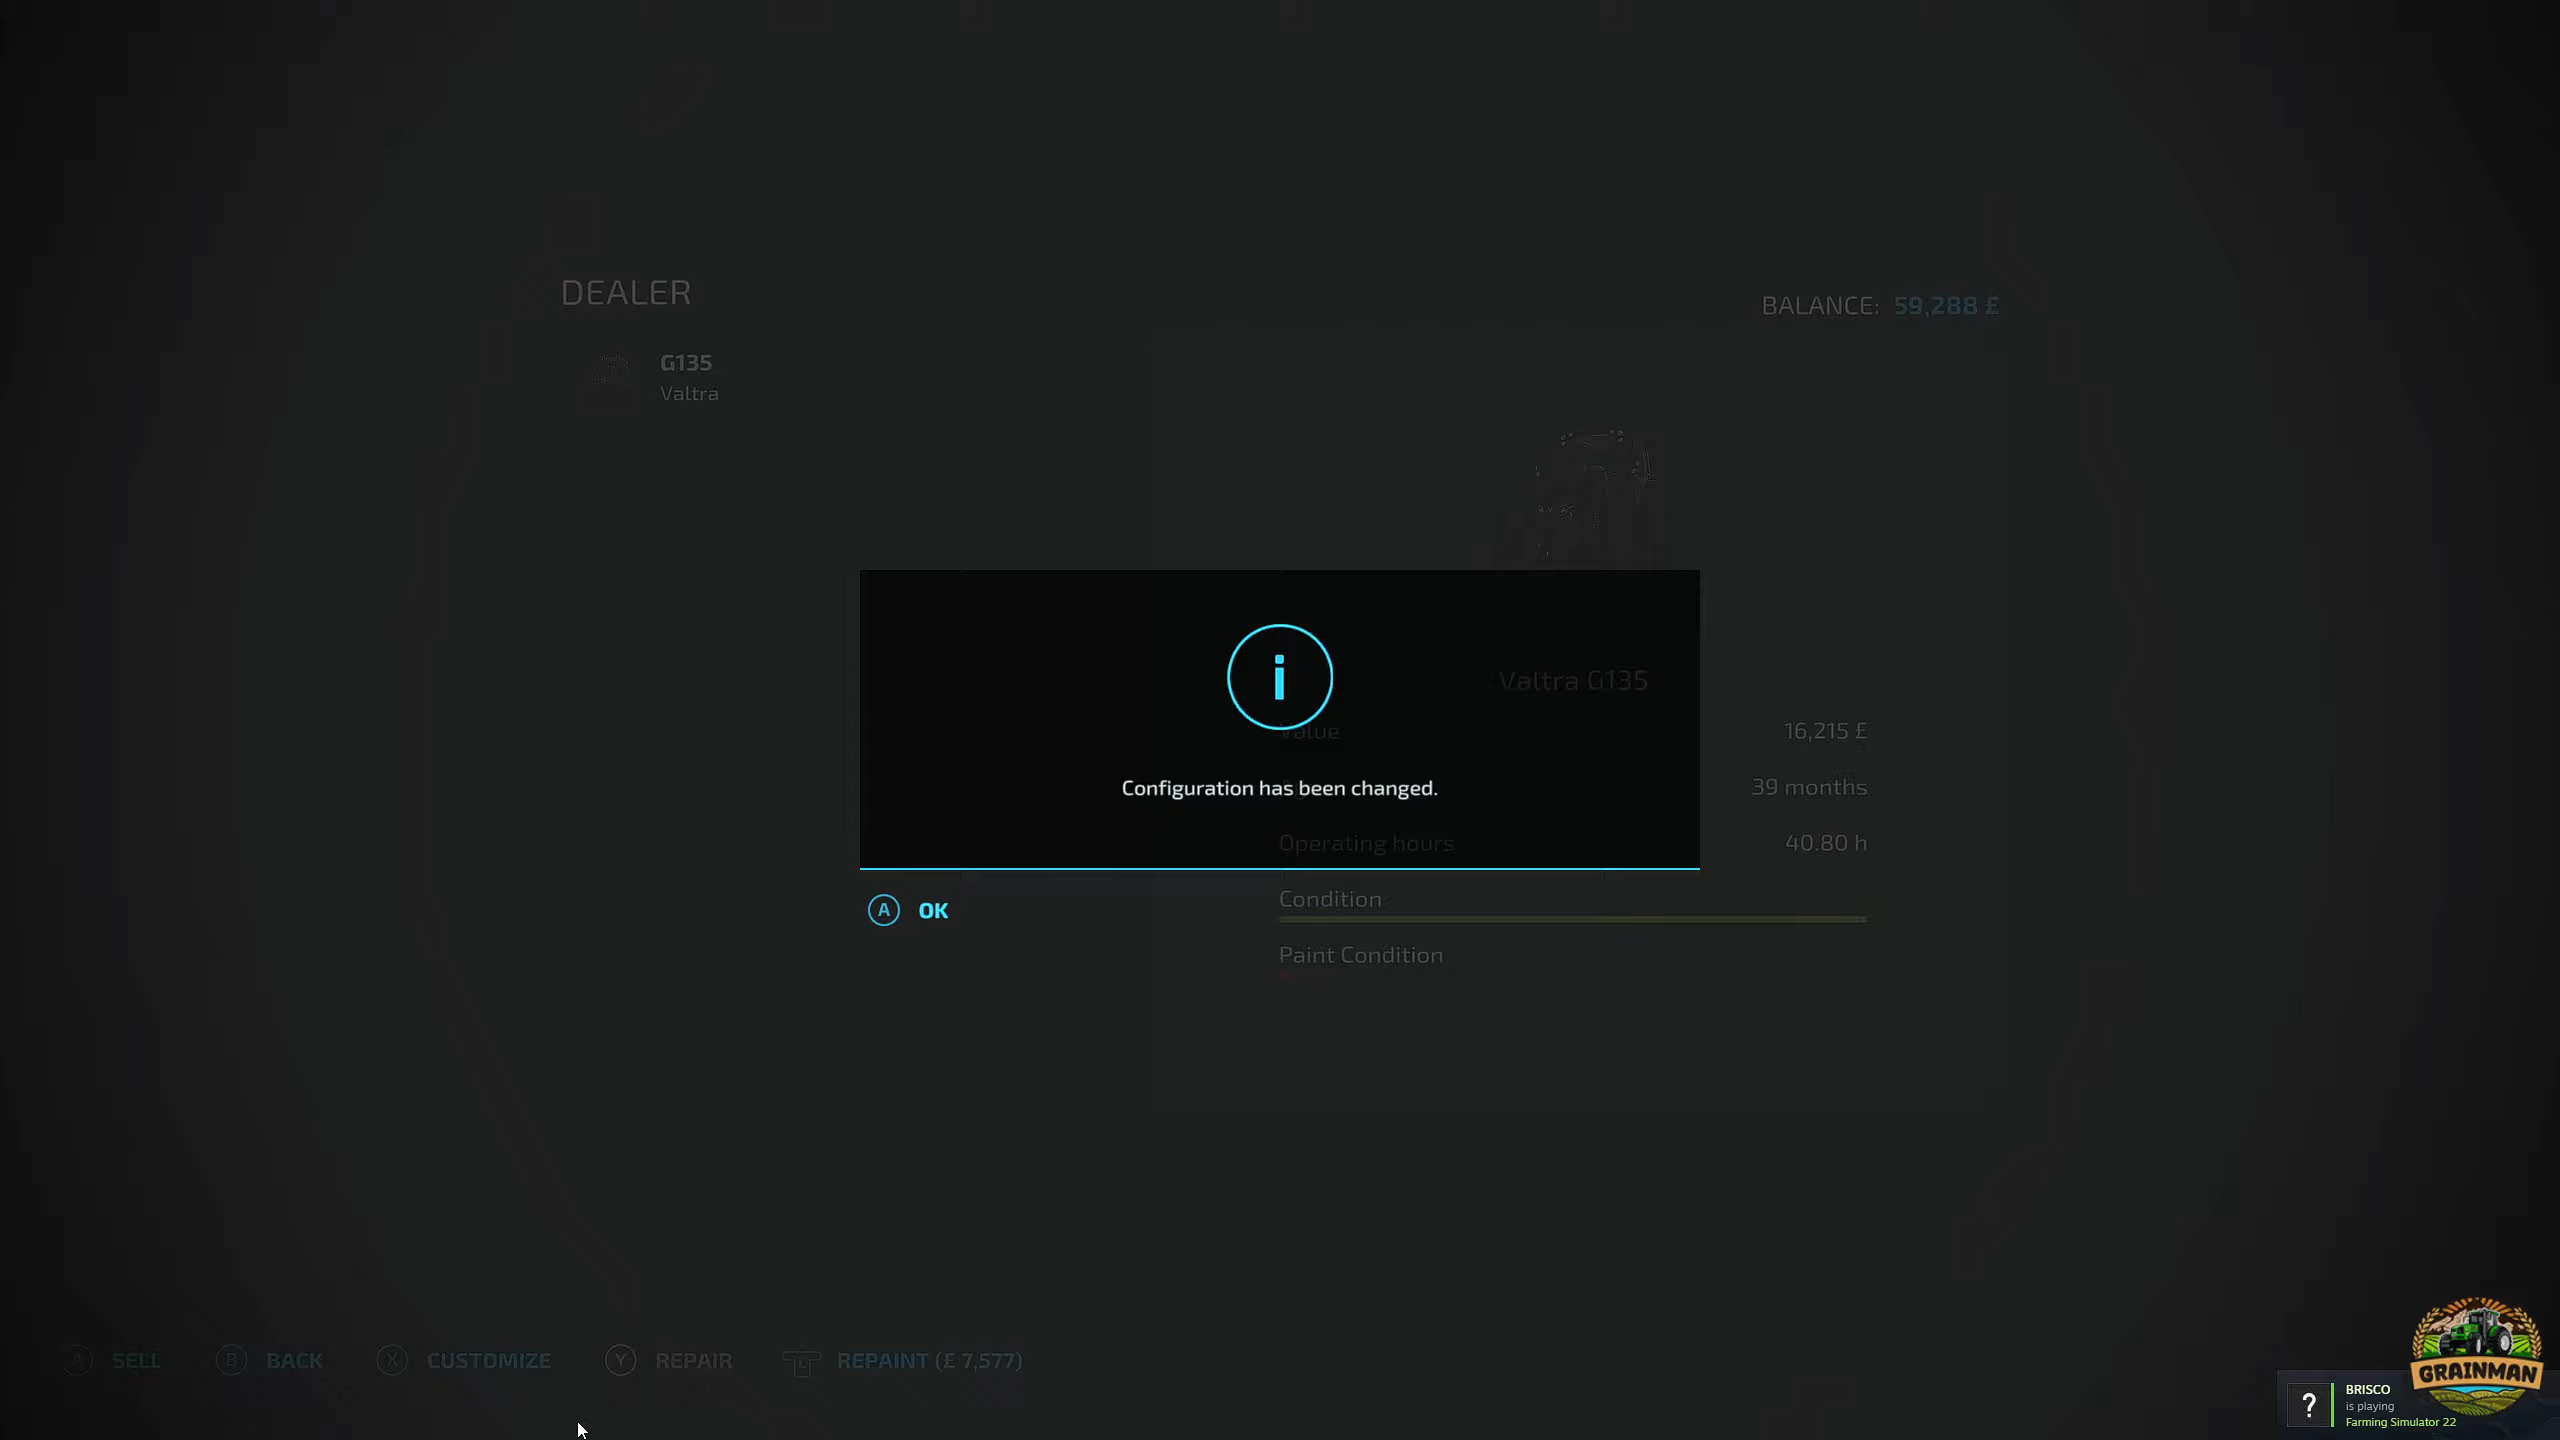 DEALER
BALANCE: 59,288 £
G135
Valtra
i
Valtra G135
Value
16,215 £
Configuration has been changed.
39 months
Operating hours
40.80 h
A OK
Condition
Paint Condition
A SELL B BACK X CUSTOMIZE Y REPAIR REPAINT (£ 7,577)
GRAINMAN
?
BRISCO
is playing
Farming Simulator 22